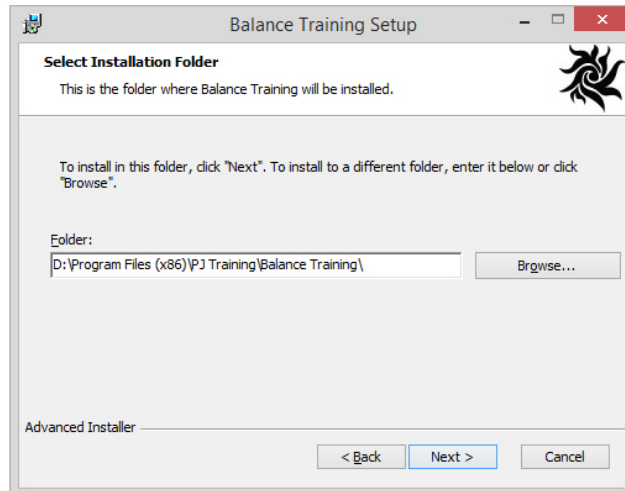 Balance Training Setup
Select Installation Folder
This is the folder where Balance Training will be installed.
To install in this folder, click "Next". To install to a different folder, enter it below or click
"Browse".
Folder:
D:\Program Files (x86)\PJ Training\Balance Training\
Browse...
Advanced Installer
< Back
Next >
Cancel